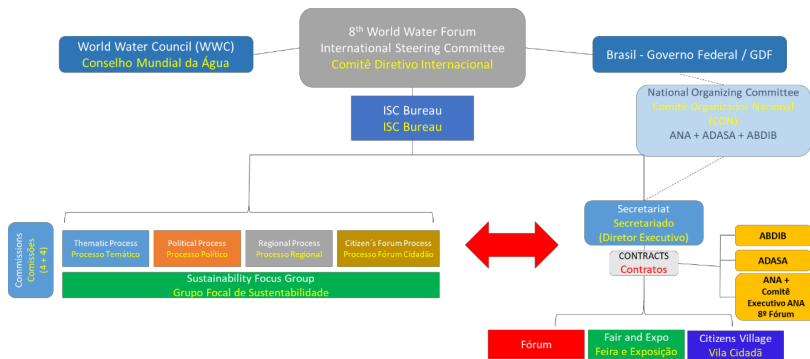 8th World Water Forum
International Steering Committee
Comitê Diretivo Internacional
World Water Council (WWC)
Conselho Mundial da Água
Brasil - Governo Federal / GDF
ISC Bureau
ISC Bureau
National Organizing Committee
Comitê Organizador Nacional
(CON)
ANA + ADASA + ABDIB
Commissions
Comissões
(4 + 4)
Thematic Process
Processo Temático
Political Process
Processo Político
Regional Process
Processo Regional
Citizen´s Forum Process
Processo Fórum Cidadão
Sustainability Focus Group
Grupo Focal de Sustentabilidade
Secretariat
Secretariado
(Diretor Executivo)
CONTRACTS
Contratos
ABDIB
ADASA
ANA +
Comitê
Executivo ANA
8º Fórum
Fórum
Fair and Expo
Feira e Exposição
Citizens Village
Vila Cidadã